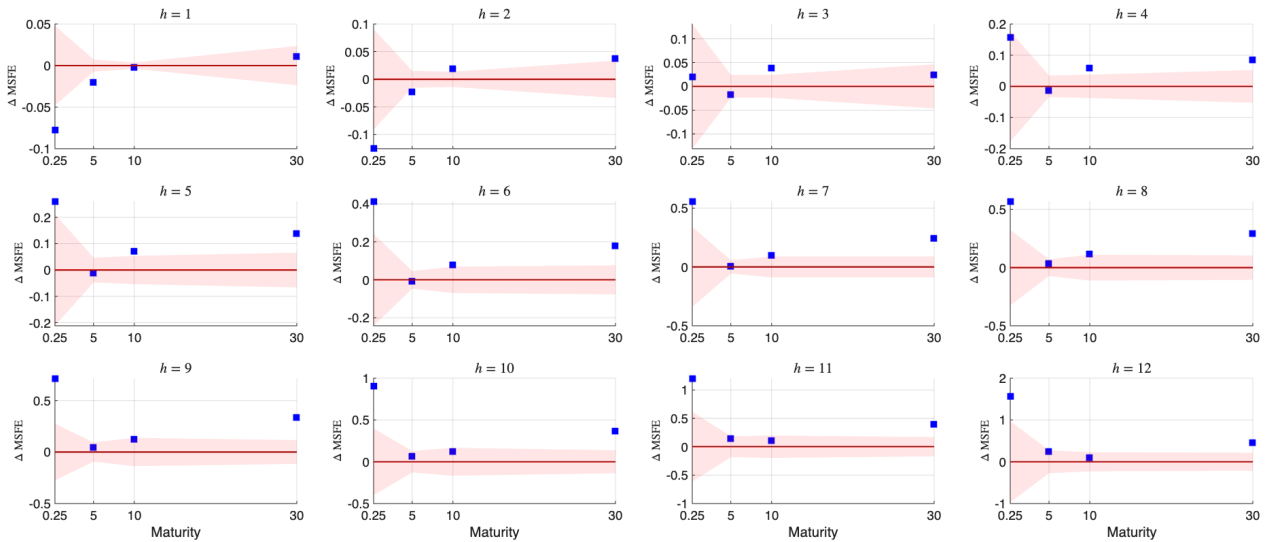 h = 1
h = 2
h = 3
h = 4
0.05
0
-0.05
-0.1
Δ MSFE
0.25 5 10 30
0.1
0.05
0
-0.05
-0.1
Δ MSFE
0.25 5 10 30
0.1
0.05
0
-0.05
-0.1
Δ MSFE
0.25 5 10 30
0.2
0.1
0
-0.1
-0.2
Δ MSFE
0.25 5 10 30
h = 5
h = 6
h = 7
h = 8
0.2
0.1
0
-0.1
-0.2
Δ MSFE
0.25 5 10 30
0.4
0.2
0
-0.2
Δ MSFE
0.25 5 10 30
0.5
0
-0.5
Δ MSFE
0.25 5 10 30
0.5
0
-0.5
Δ MSFE
0.25 5 10 30
h = 9
h = 10
h = 11
h = 12
0.5
0
-0.5
Δ MSFE
0.25 5 10 30
Maturity
1
0.5
0
-0.5
Δ MSFE
0.25 5 10 30
Maturity
1
0.5
0
-0.5
-1
Δ MSFE
0.25 5 10 30
Maturity
2
1
0
-1
Δ MSFE
0.25 5 10 30
Maturity